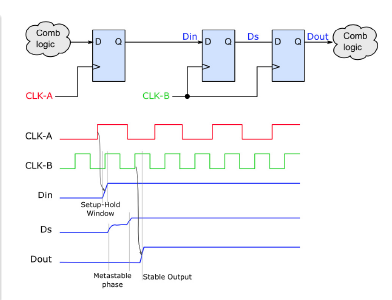 Comb
logic
D Q
Din
D Q
Ds
D Q
Dout
Comb
logic
CLK-A
CLK-B
CLK-A
CLK-B
Din
Setup-Hold
Window
Ds
Dout
Metastable
phase
Stable Output